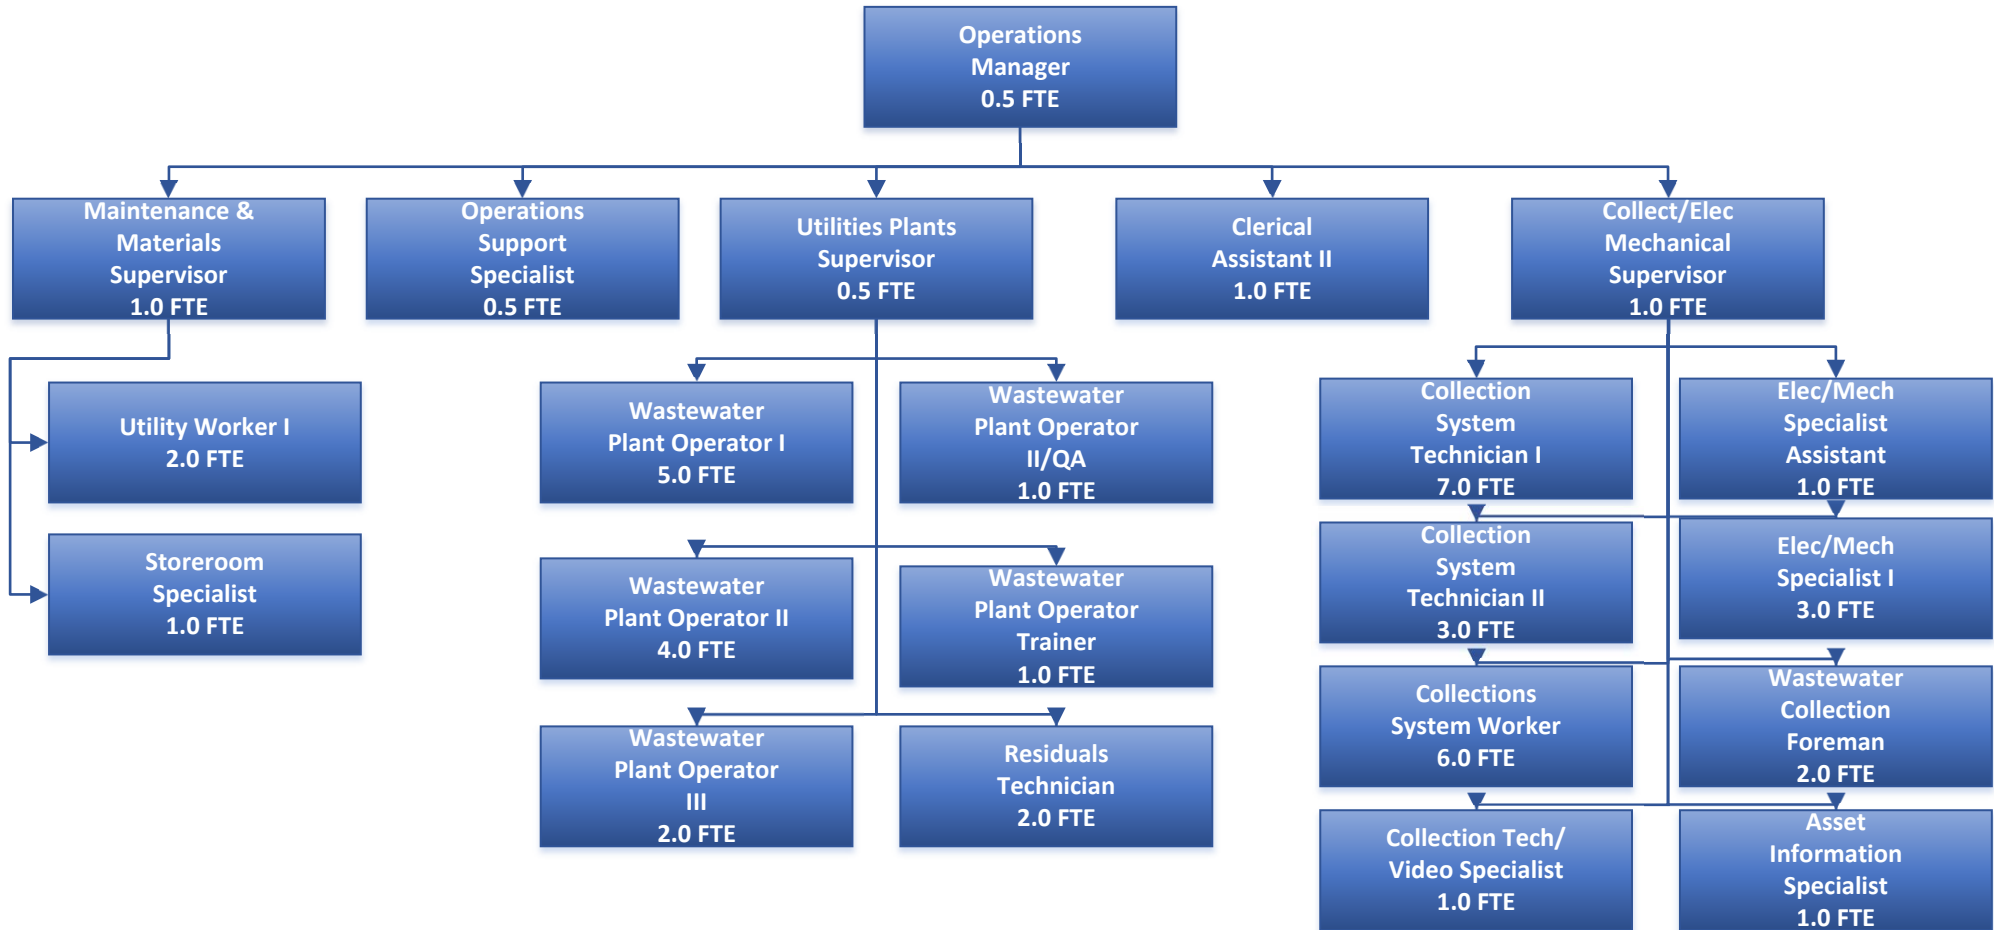 Operations
Manager
0.5 FTE
Maintenance &
Materials
Supervisor
1.0 FTE
Operations
Support
Specialist
0.5 FTE
Utilities Plants
Supervisor
0.5 FTE
Clerical
Assistant II
1.0 FTE
Collect/Elec
Mechanical
Supervisor
1.0 FTE
Utility Worker I
2.0 FTE
Storeroom
Specialist
1.0 FTE
Wastewater
Plant Operator I
5.0 FTE
Wastewater
Plant Operator
II/QA
1.0 FTE
Wastewater
Plant Operator II
4.0 FTE
Wastewater
Plant Operator
Trainer
1.0 FTE
Wastewater
Plant Operator
III
2.0 FTE
Residuals
Technician
2.0 FTE
Collection
System
Technician I
7.0 FTE
Elec/Mech
Specialist
Assistant
1.0 FTE
Collection
System
Technician II
3.0 FTE
Elec/Mech
Specialist I
3.0 FTE
Collections
System Worker
6.0 FTE
Wastewater
Collection
Foreman
2.0 FTE
Collection Tech/
Video Specialist
1.0 FTE
Asset
Information
Specialist
1.0 FTE